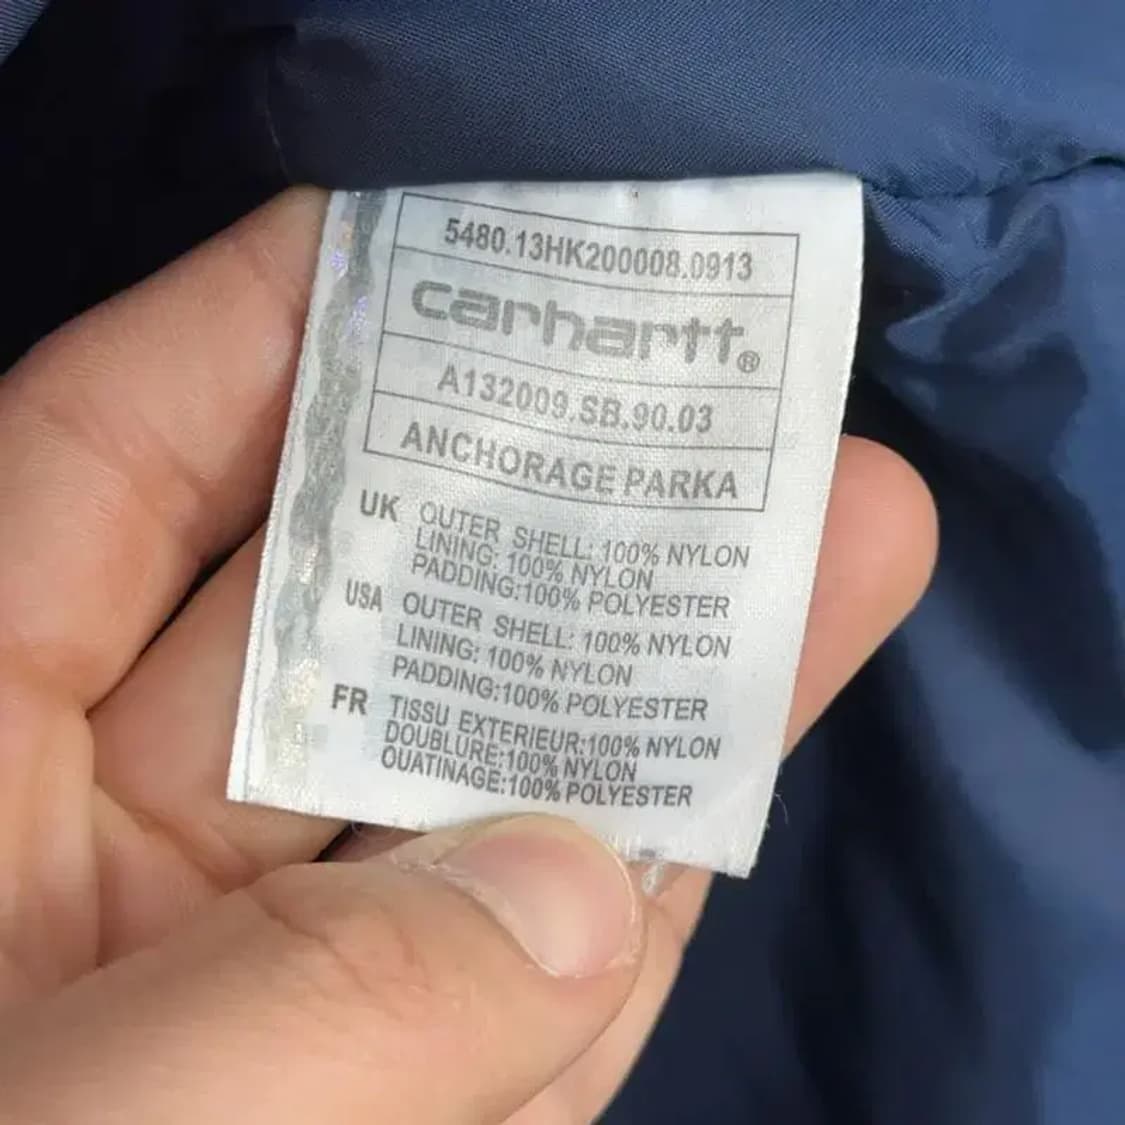 5480.13HK200008.0913
carhartt®
A132009.SB.90.03
ANCHORAGE PARKA
UK OUTER SHELL: 100% NYLON
LINING: 100% NYLON
PADDING:100% POLYESTER
USA OUTER SHELL: 100% NYLON
LINING: 100% NYLON
PADDING:100% POLYESTER
FR TISSU EXTERIEUR:100% NYLON
DOUBLURE:100% NYLON
OUATINAGE:100% POLYESTER